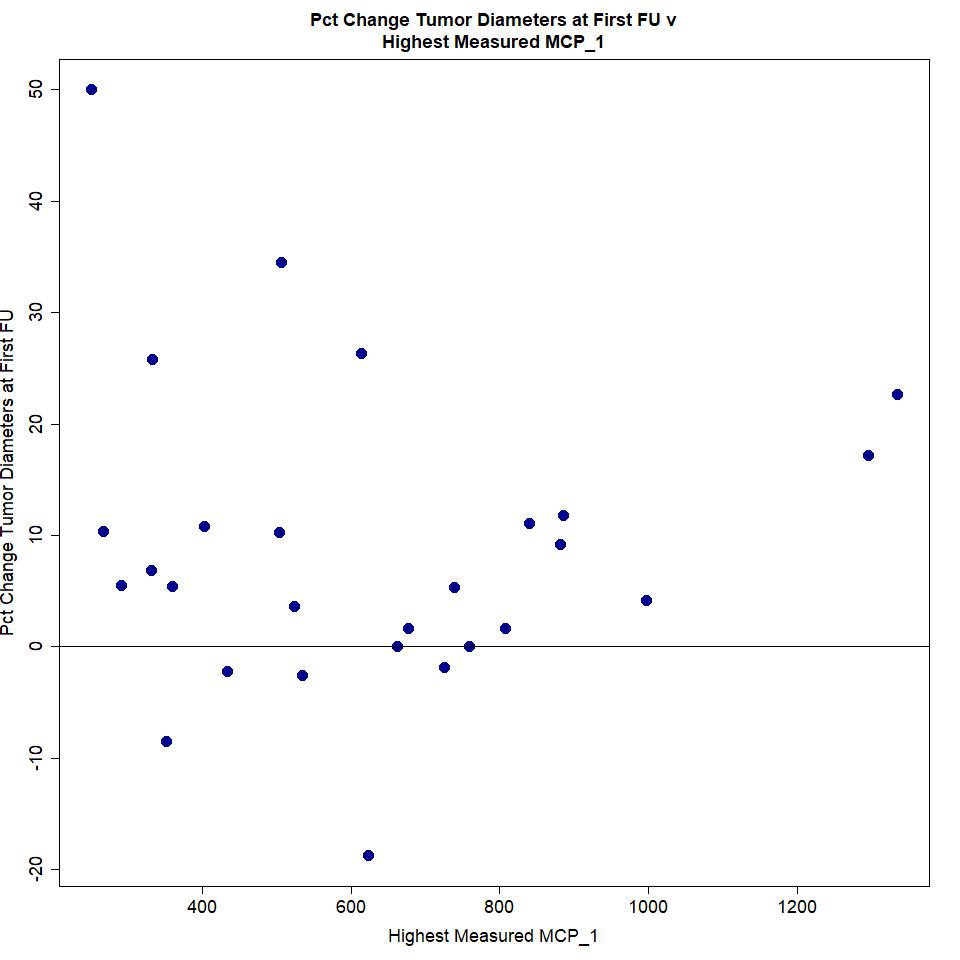 Pct Change Tumor Diameters at First FU v
Highest Measured MCP_1
Pct Change Tumor Diameters at First FU
50
40
30
20
10
0
-10
-20
400 600 800 1000 1200
Highest Measured MCP_1